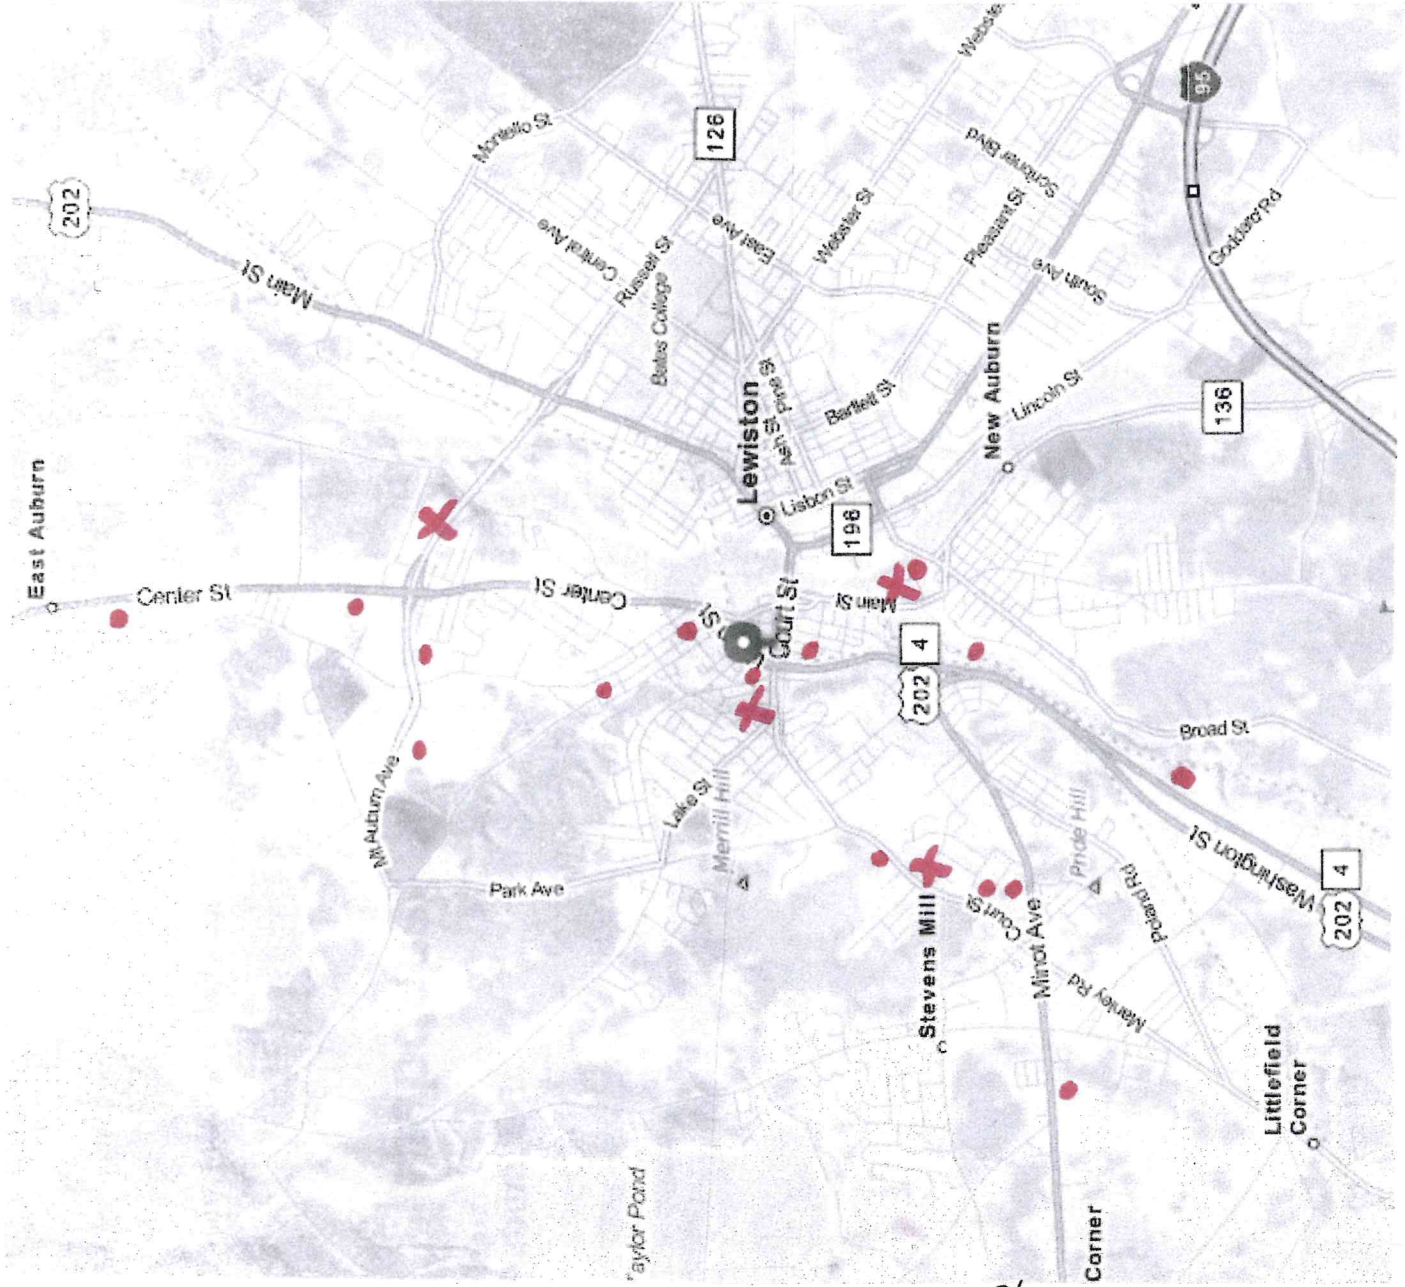 202
Main St
Montello St
126
Webster
95
Central Ave
Russell St
Bates College
East Ave
Webster St
Scribner Blvd
Pleasant St
South Ave
Goddard Rd
East Auburn
Center St
Center St
Lewiston
Ash St
Pine St
Bartlett St
New Auburn
Lincoln St
136
Lisbon St
196
Court St
Main St
4
202
Mt Auburn Ave
Park Ave
Lake St
Merrill Hill
Broad St
Washington St
4
202
Pride Hill
Poland Rd
Court St
Stevens Mill
Minot Ave
Manley Rd
Littlefield
Corner
aylor Pond
Corner